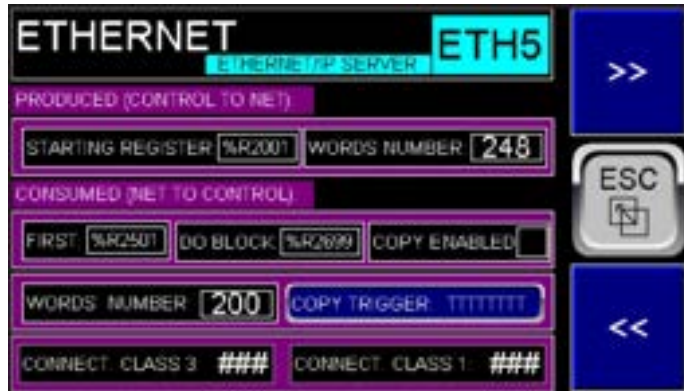 ETHERNET
ETH5
ETHERNET/IP SERVER
>>
PRODUCED (CONTROL TO NET)
STARTING REGISTER: %R2001 WORDS NUMBER: 248
ESC
CONSUMED (NET TO CONTROL)
FIRST: %R2501 DO BLOCK: %R2699 COPY ENABLED
WORDS NUMBER: 200 COPY TRIGGER: TTTTTTTT
<<
CONNECT. CLASS 3: ### CONNECT. CLASS 1: ###